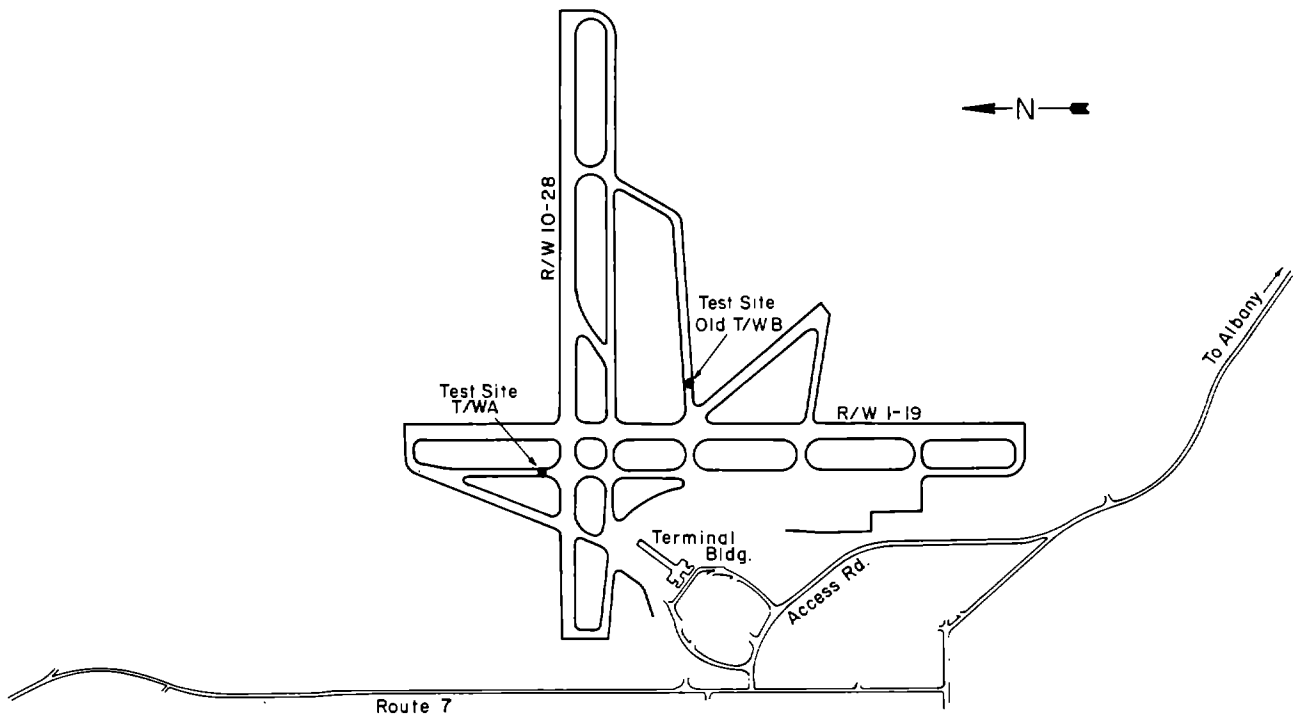 N
R/W 10-28
Test Site
Old T/WB
To Albany
Test Site
T/WA
R/W 1-19
Terminal
Bldg.
Access Rd.
Route 7